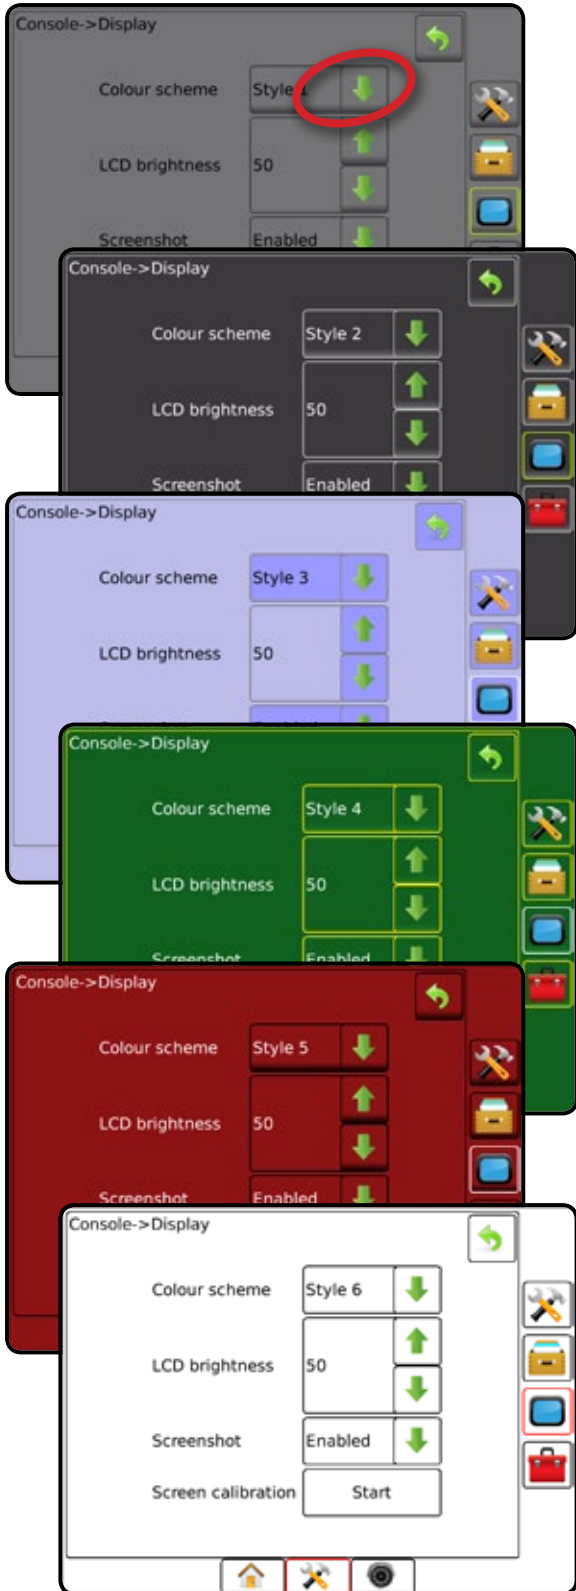 Console->Display
Colour scheme Style 1
LCD brightness 50
Screenshot Enabled
Console->Display
Colour scheme Style 2
LCD brightness 50
Screenshot Enabled
Console->Display
Colour scheme Style 3
LCD brightness 50
Console->Display
Colour scheme Style 4
LCD brightness 50
Screenshot Enabled
Console->Display
Colour scheme Style 5
LCD brightness 50
Screenshot Enabled
Console->Display
Colour scheme Style 6
LCD brightness 50
Screenshot Enabled
Screen calibration Start